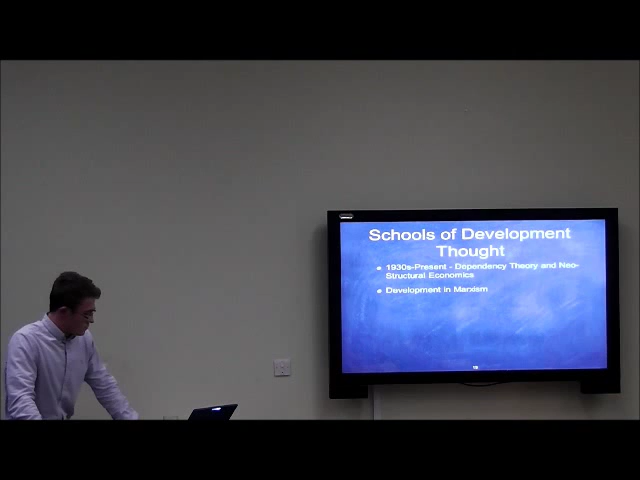 Schools of Development
Thought
1930s-Present - Dependency Theory and Neo-
Structural Economics
Development in Marxism